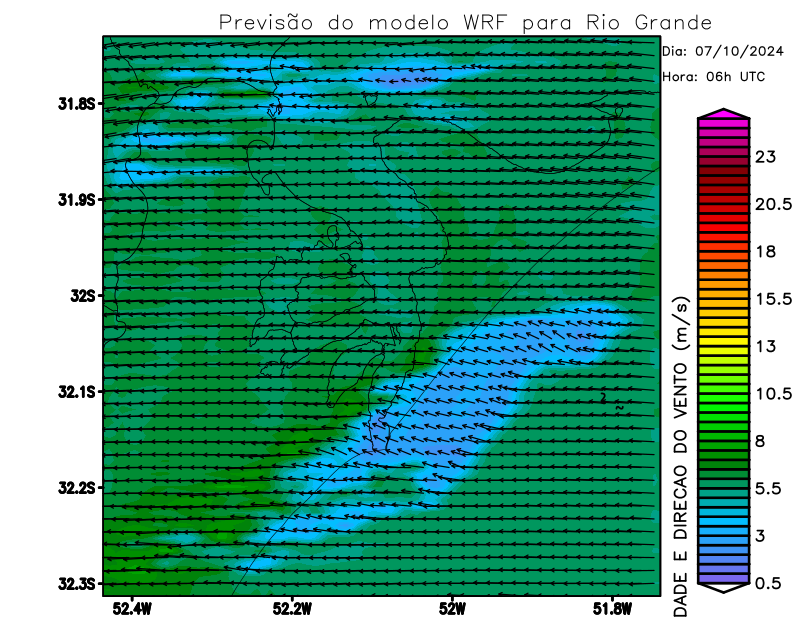 Previsão do modelo WRF para Rio Grande
Dia: 07/10/2024
Hora: 06h UTC
31.8S
31.9S
32S
32.1S
32.2S
32.3S
52.4W
52.2W
52W
51.8W
23
20.5
18
15.5
13
10.5
8
5.5
3
0.5
DADE E DIRECAO DO VENTO (m/s)